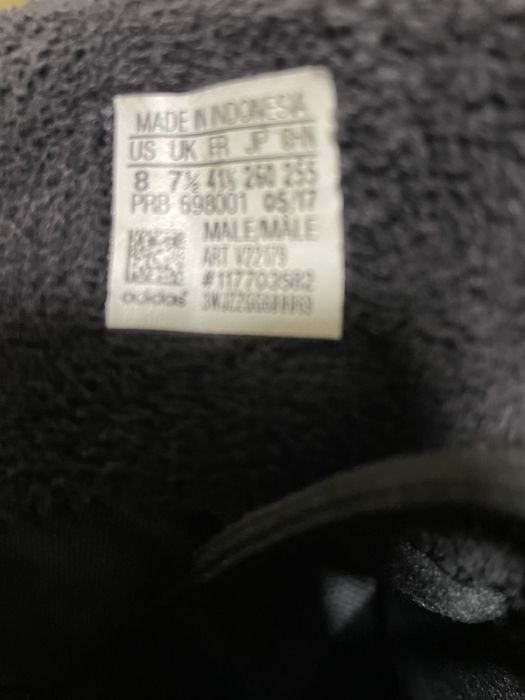 MADE IN INDONESIA
US UK FR JP
8 7½ 41⅓ 260 255
PRB 698001 05/17
MALE/MÂLE
ART V22179
#117703582
adidas